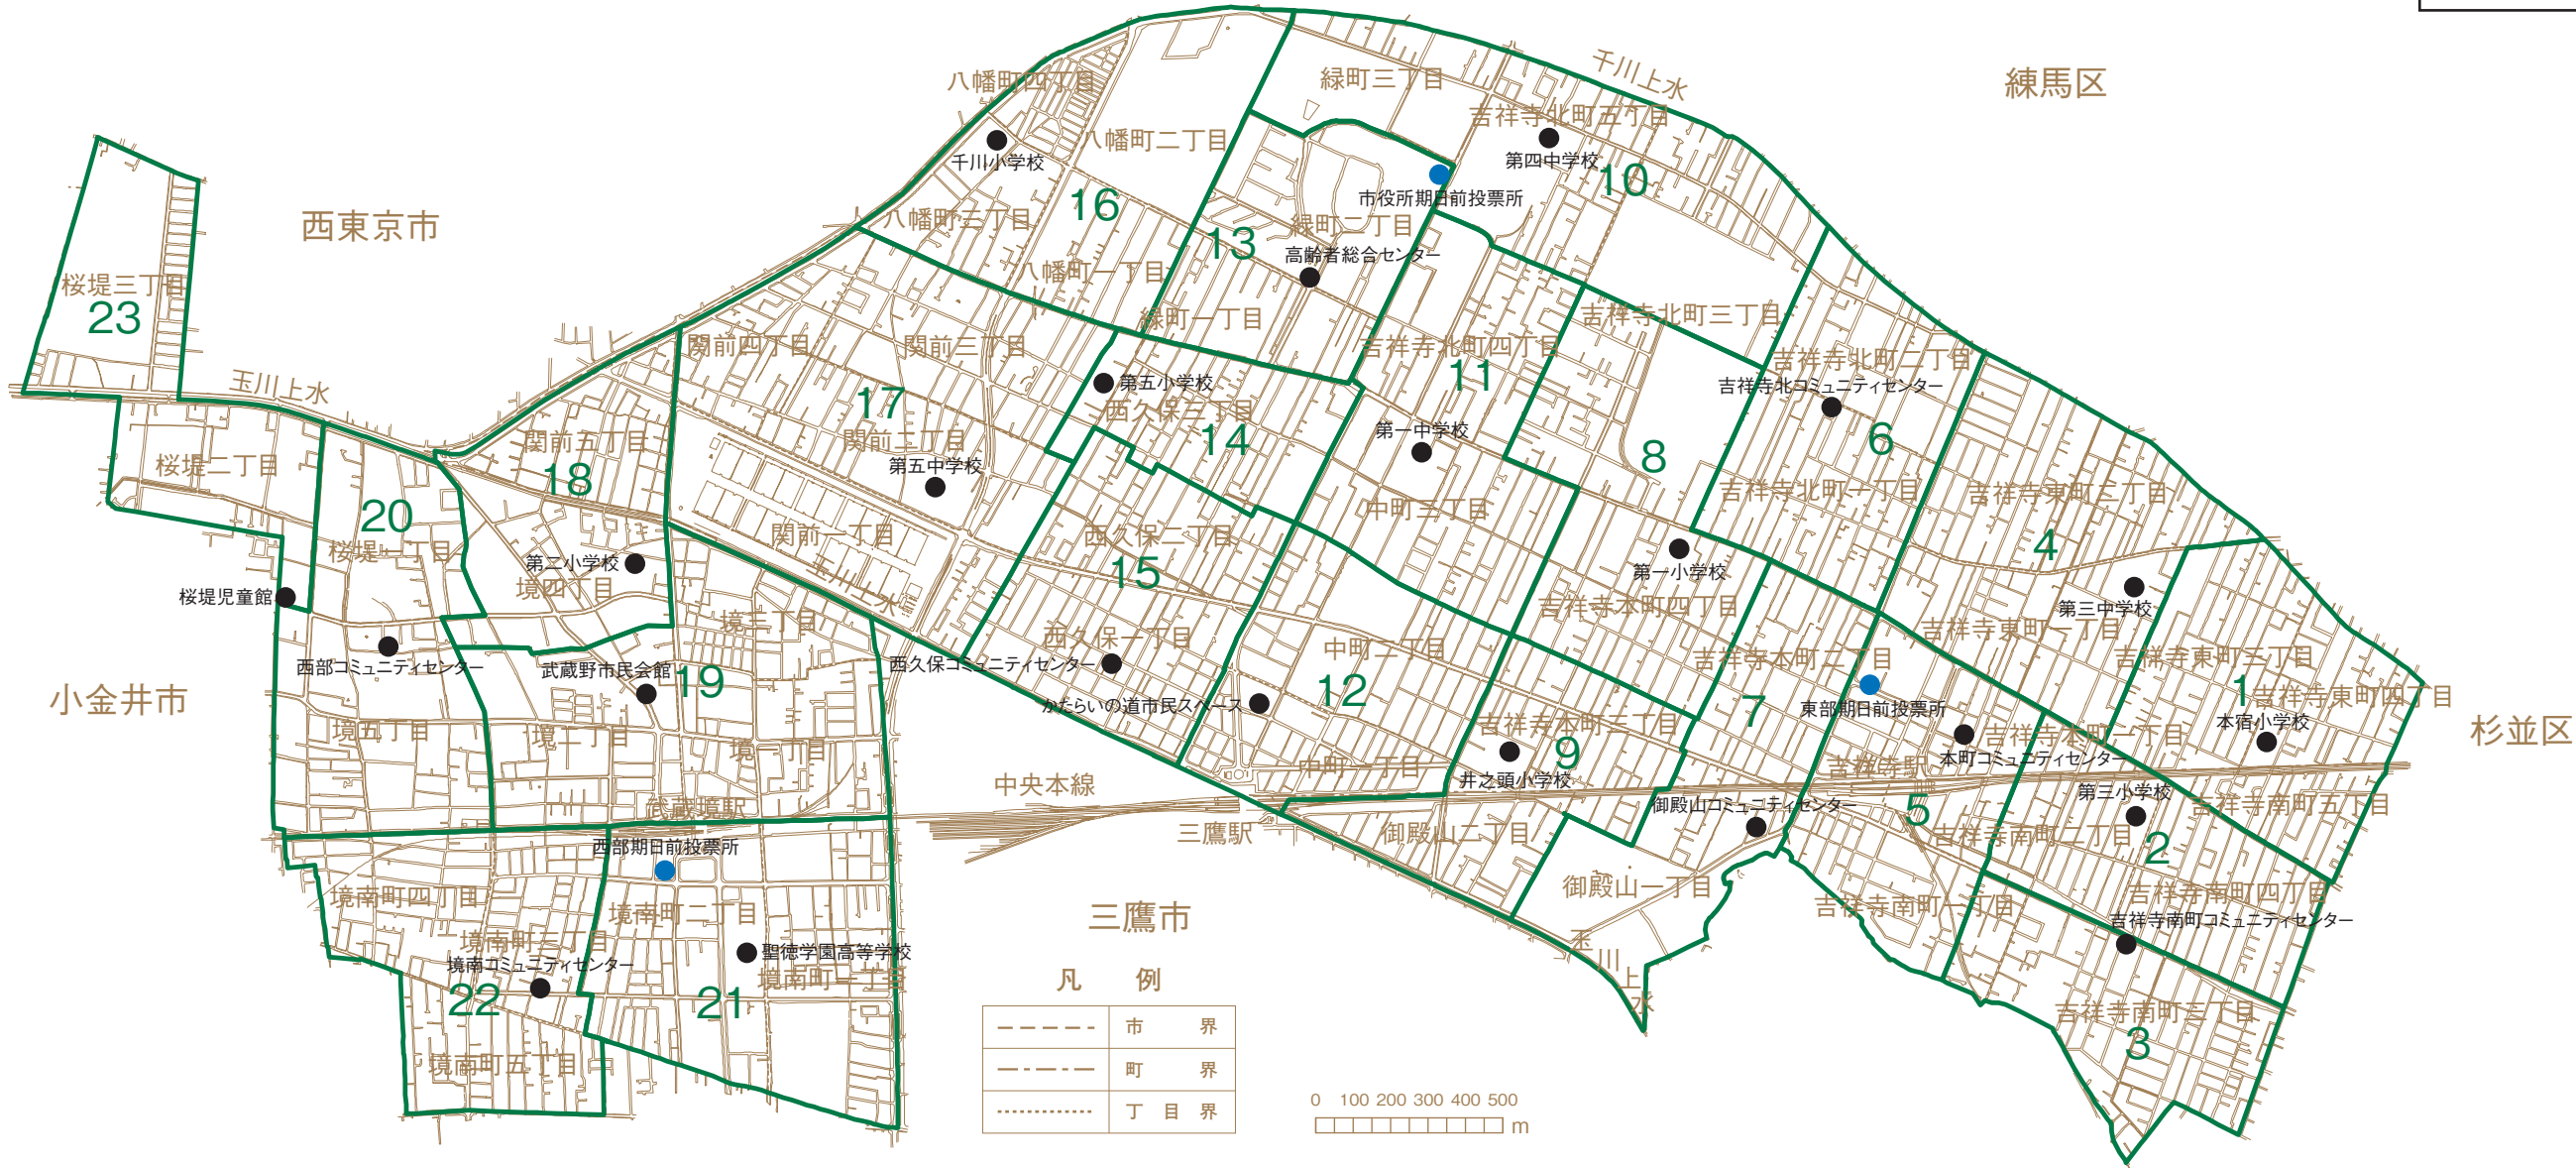 千川上水
練馬区
八幡町四丁目
緑町三丁目
吉祥寺北町五丁目
八幡町二丁目
千川小学校
第四中学校
10
市役所期日前投票所
16
西東京市
八幡町三丁目
緑町二丁目
13
高齢者総合センター
八幡町一丁目
桜堤三丁目
23
緑町一丁目
吉祥寺北町三丁目
関前四丁目
関前三丁目
吉祥寺北町四丁目
吉祥寺北町二丁目
11
玉川上水
第五小学校
吉祥寺北コミュニティセンター
17
西久保三丁目
14
第一中学校
6
関前五丁目
関前二丁目
8
桜堤二丁目
18
第五中学校
吉祥寺北町一丁目
吉祥寺東町二丁目
20
中町三丁目
関前一丁目
西久保二丁目
桜堤一丁目
4
第二小学校
15
第一小学校
境四丁目
玉川上水
桜堤児童館
第三中学校
吉祥寺本町四丁目
境三丁目
西久保一丁目
吉祥寺東町一丁目
中町二丁目
西部コミュニティセンター
武蔵野市民会館
西久保コミュニティセンター
吉祥寺本町二丁目
吉祥寺東町三丁目
19
小金井市
12
1
吉祥寺東町四丁目
かたらいの道市民スペース
7
東部期日前投票所
本宿小学校
吉祥寺本町三丁目
境五丁目
境二丁目
境一丁目
9
吉祥寺本町一丁目
杉並区
中町一丁目
吉祥寺駅
本町コミュニティセンター
井之頭小学校
中央本線
武蔵境駅
第三小学校
吉祥寺南町五丁目
御殿山コミュニティセンター
5
三鷹駅
御殿山二丁目
吉祥寺南町二丁目
西部期日前投票所
2
境南町四丁目
御殿山一丁目
吉祥寺南町一丁目
吉祥寺南町四丁目
境南町二丁目
三鷹市
吉祥寺南町コミュニティセンター
境南町三丁目
聖徳学園高等学校
玉川上水
境南コミュニティセンター
境南町一丁目
22
21
吉祥寺南町三丁目
3
境南町五丁目
凡 例
市 界
町 界
丁 目 界
0 100 200 300 400 500
m